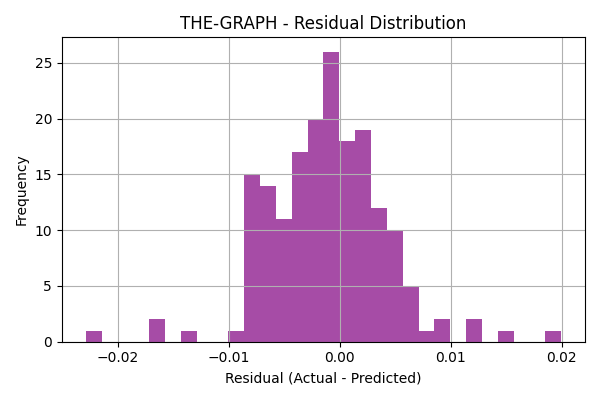 THE-GRAPH - Residual Distribution
Frequency
25
20
15
10
5
0
−0.02 −0.01 0.00 0.01 0.02
Residual (Actual - Predicted)